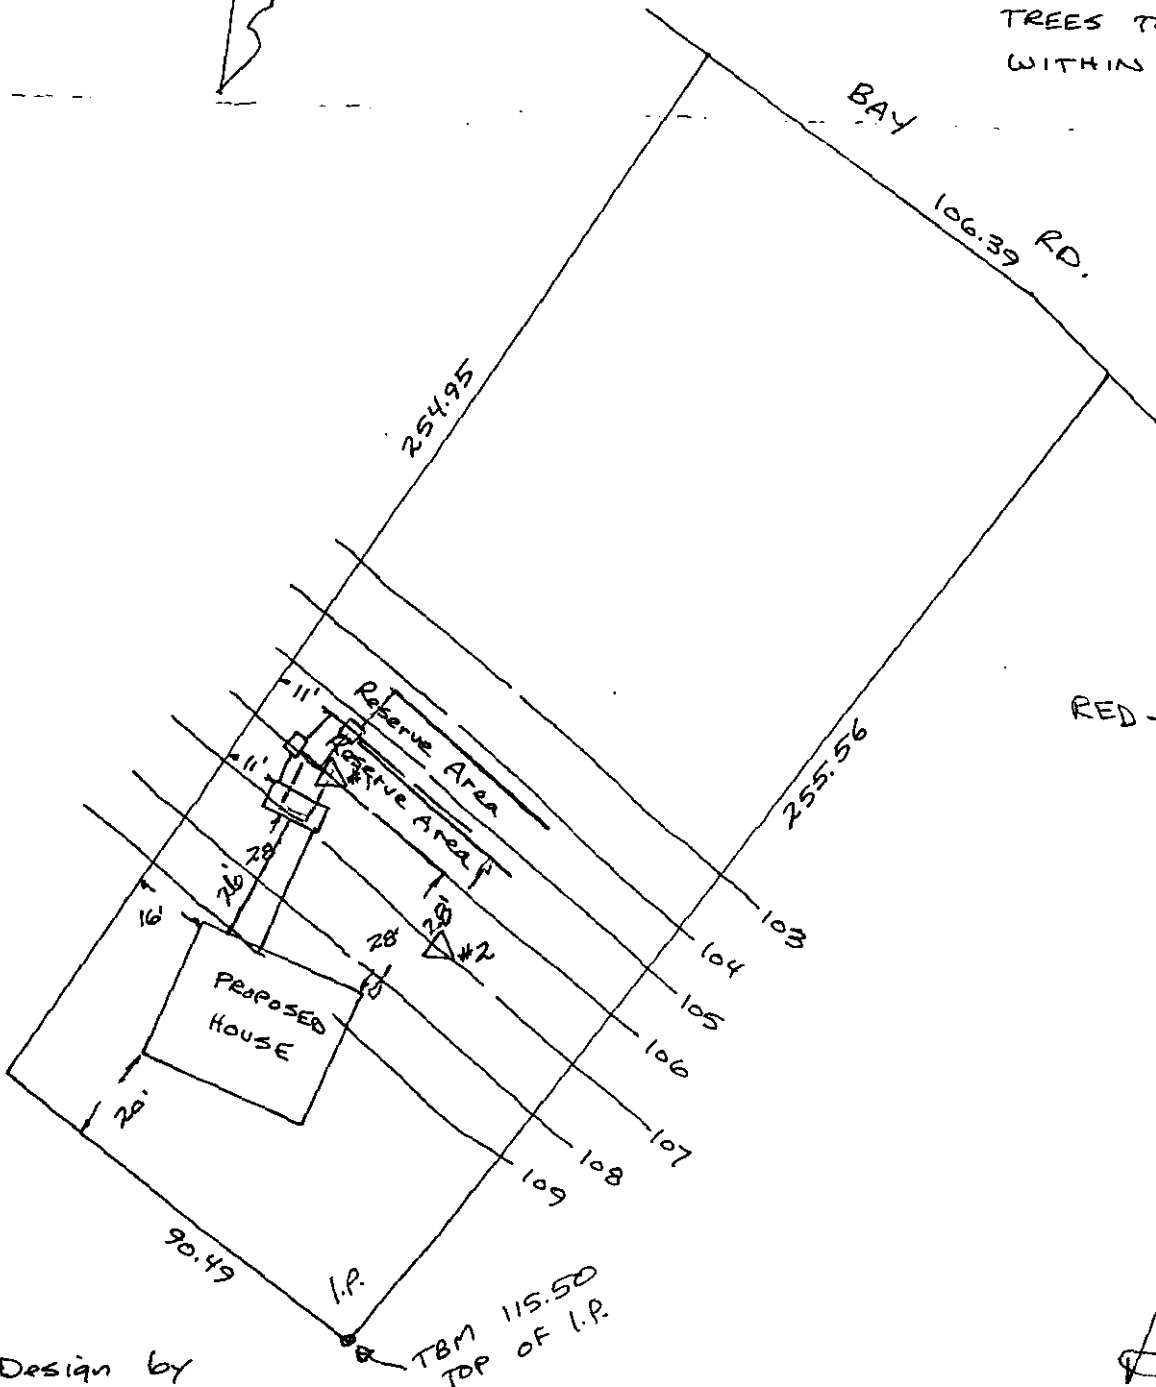 TREES
WITHIN
BAY
106.39
RD.
254.95
255.56
RED-
11'
Reserve Area
11'
Reserve Area
#1
28'
26'
16'
28'
28'
#2
PROPOSED
HOUSE
20'
103
104
105
106
107
108
109
90.49
I.P.
TBM 115.50
TOP OF I.P.
Design by